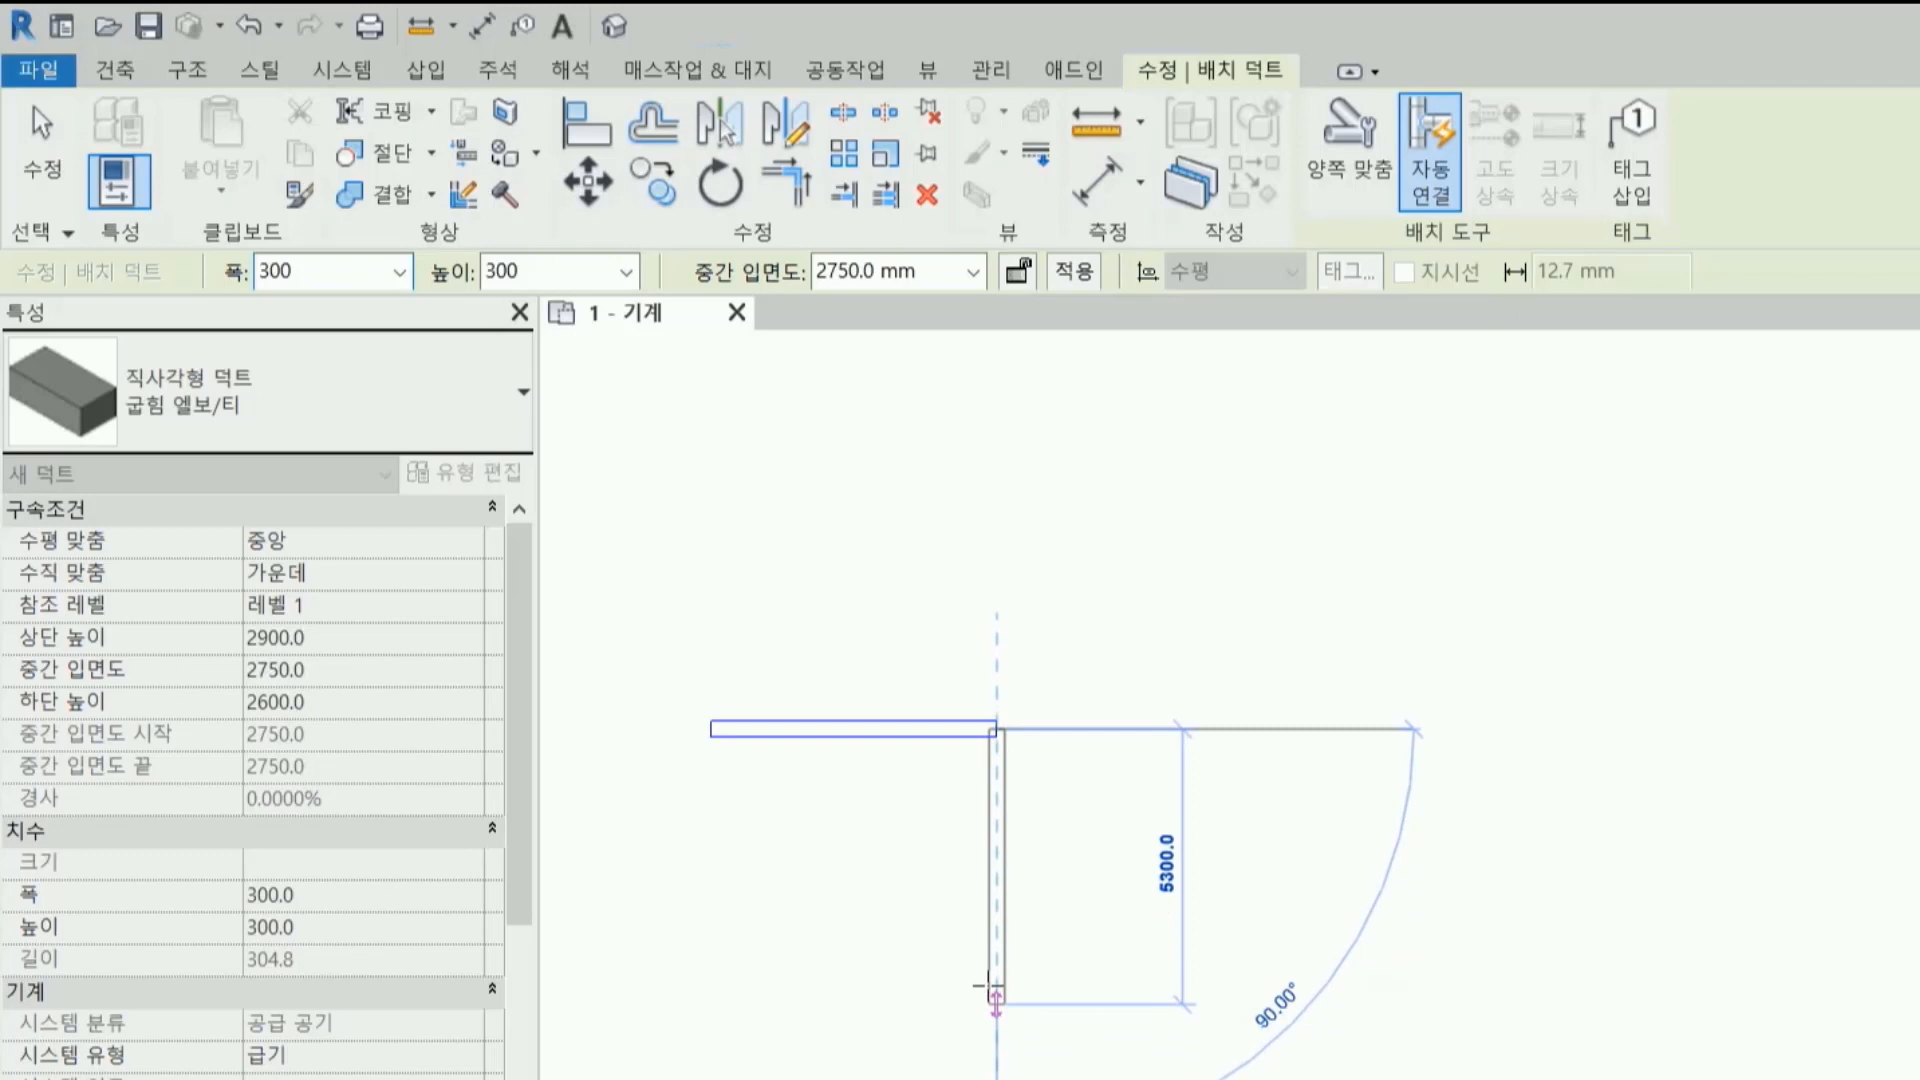 파일 건축 구조 스틸 시스템 삽입 주석 해석 매스작업 & 대지 공동작업 뷰 관리 애드인 수정 | 배치 덕트
코핑
절단
결합
수정
붙여넣기
양쪽 맞춤
자동 연결
고도 상속
크기 상속
태그 삽입
1
선택 특성 클립보드 형상 수정 뷰 측정 작성 배치 도구 태그
수정 | 배치 덕트 폭: 300 높이: 300 중간 입면도: 2750.0 mm 적용 수평 태그... 지시선 12.7 mm
특성
1 - 기계
직사각형 덕트
굽힘 엘보/티
새 덕트 유형 편집
구속조건
수평 맞춤 중앙
수직 맞춤 가운데
참조 레벨 레벨 1
상단 높이 2900.0
중간 입면도 2750.0
하단 높이 2600.0
중간 입면도 시작 2750.0
중간 입면도 끝 2750.0
경사 0.0000%
치수
크기
폭 300.0
높이 300.0
길이 304.8
기계
시스템 분류 공급 공기
시스템 유형 급기
5300.0
90.00°